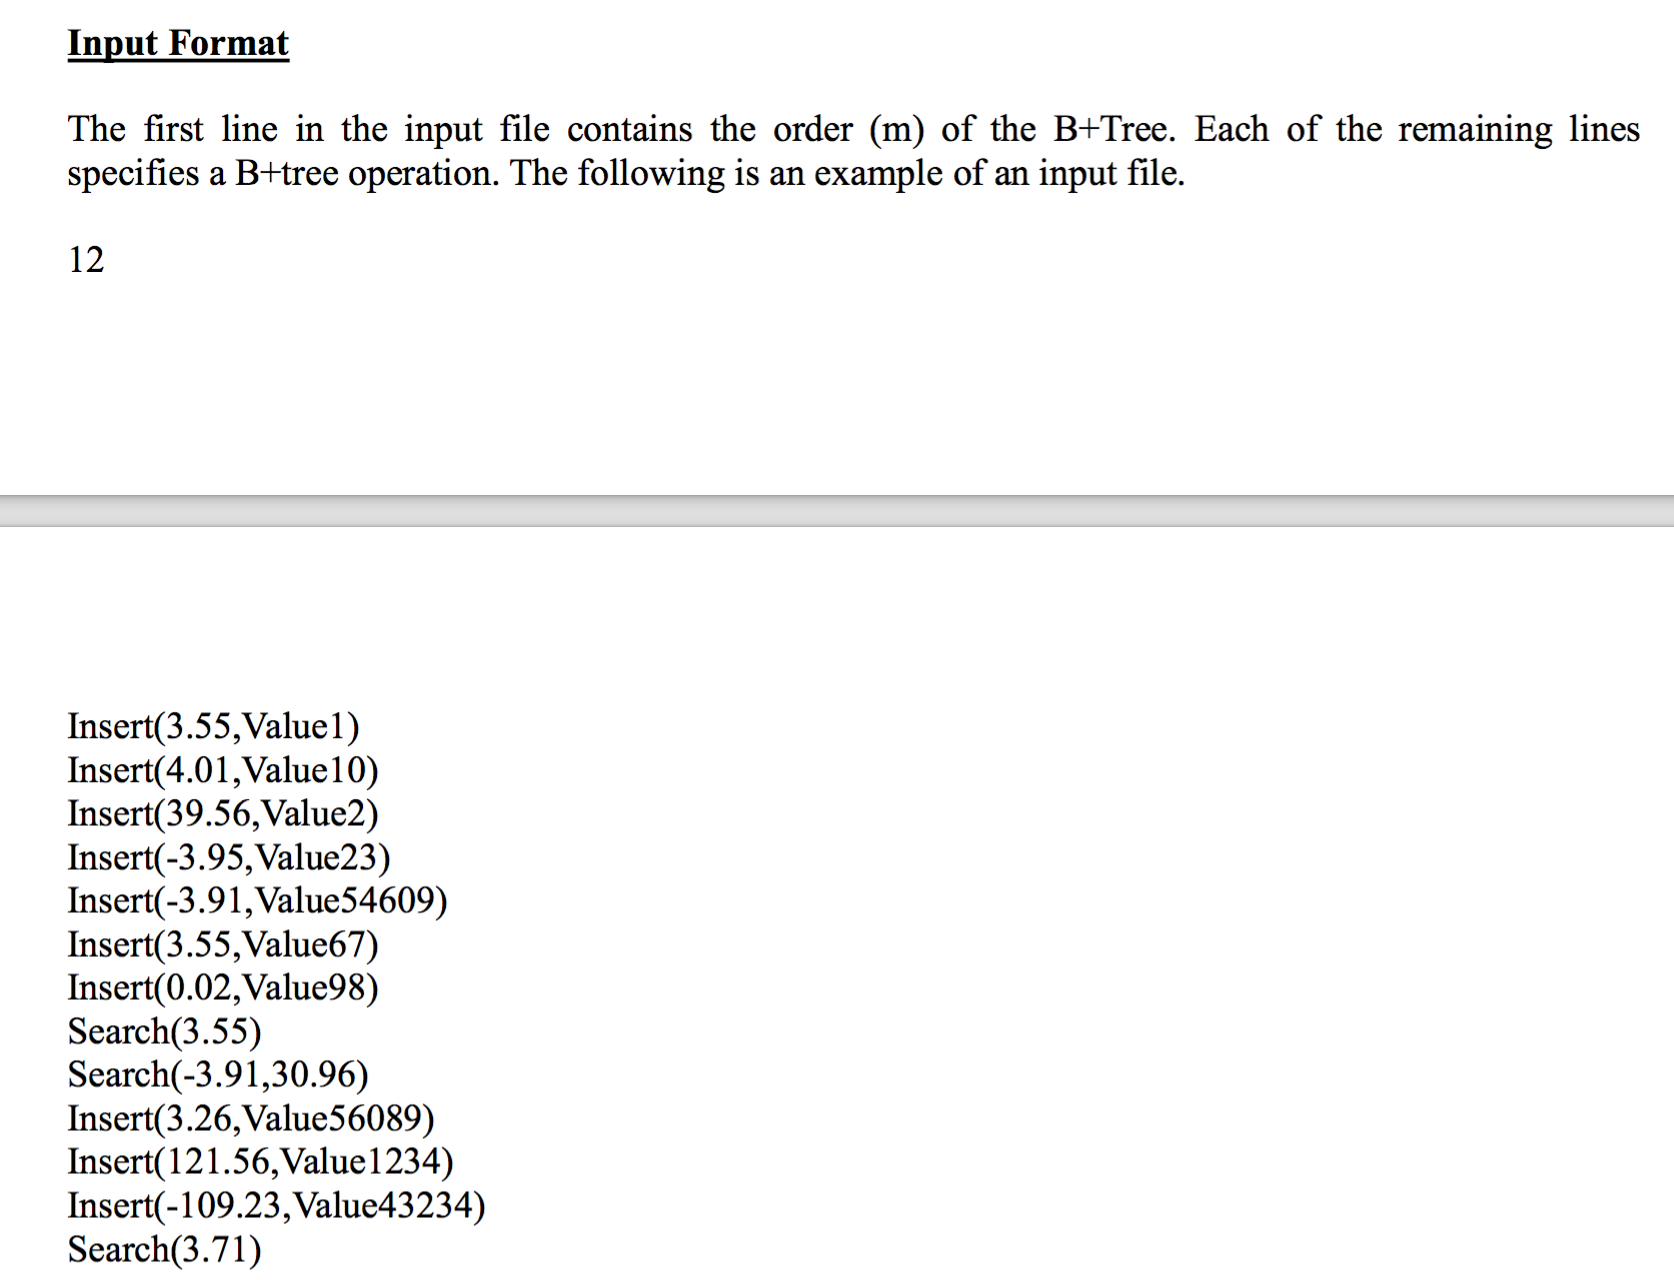 Input Format
The first line in the input file contains the order (m) of the B+Tree. Each of the remaining lines
specifies a B+tree operation. The following is an example of an input file.
12
Insert(3.55,Value1)
Insert(4.01,Value10)
Insert(39.56,Value2)
Insert(-3.95,Value23)
Insert(-3.91,Value54609)
Insert(3.55,Value67)
Insert(0.02,Value98)
Search(3.55)
Search(-3.91,30.96)
Insert(3.26,Value56089)
Insert(121.56,Value1234)
Insert(-109.23,Value43234)
Search(3.71)